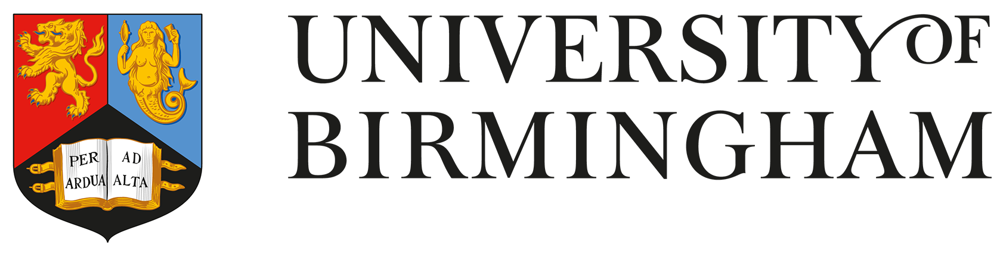 PER AD
ARDUA ALTA
UNIVERSITY OF
BIRMINGHAM